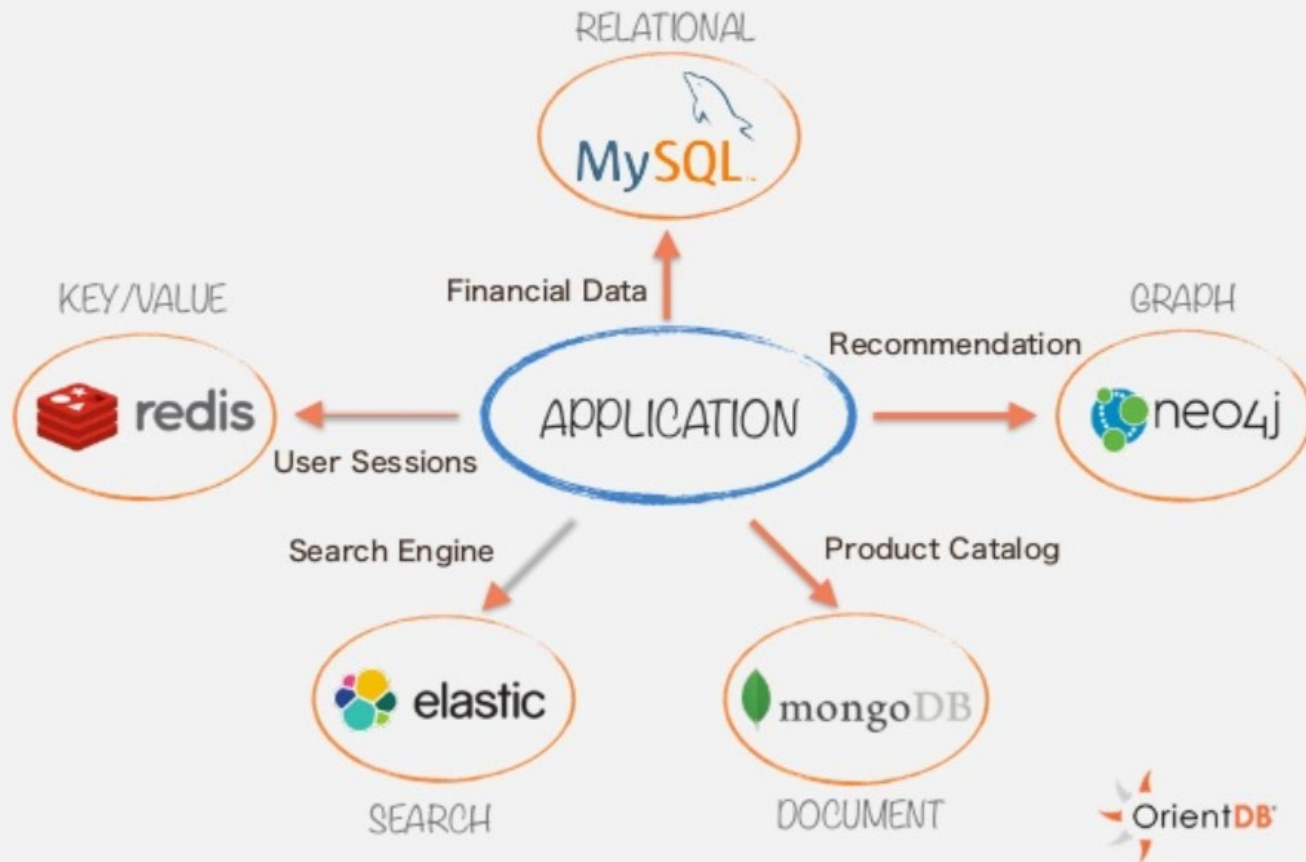 RELATIONAL
MySQL
Financial Data
KEY/VALUE
redis
User Sessions
APPLICATION
GRAPH
Recommendation
neo4j
Search Engine
Product Catalog
elastic
SEARCH
mongoDB
DOCUMENT
OrientDB